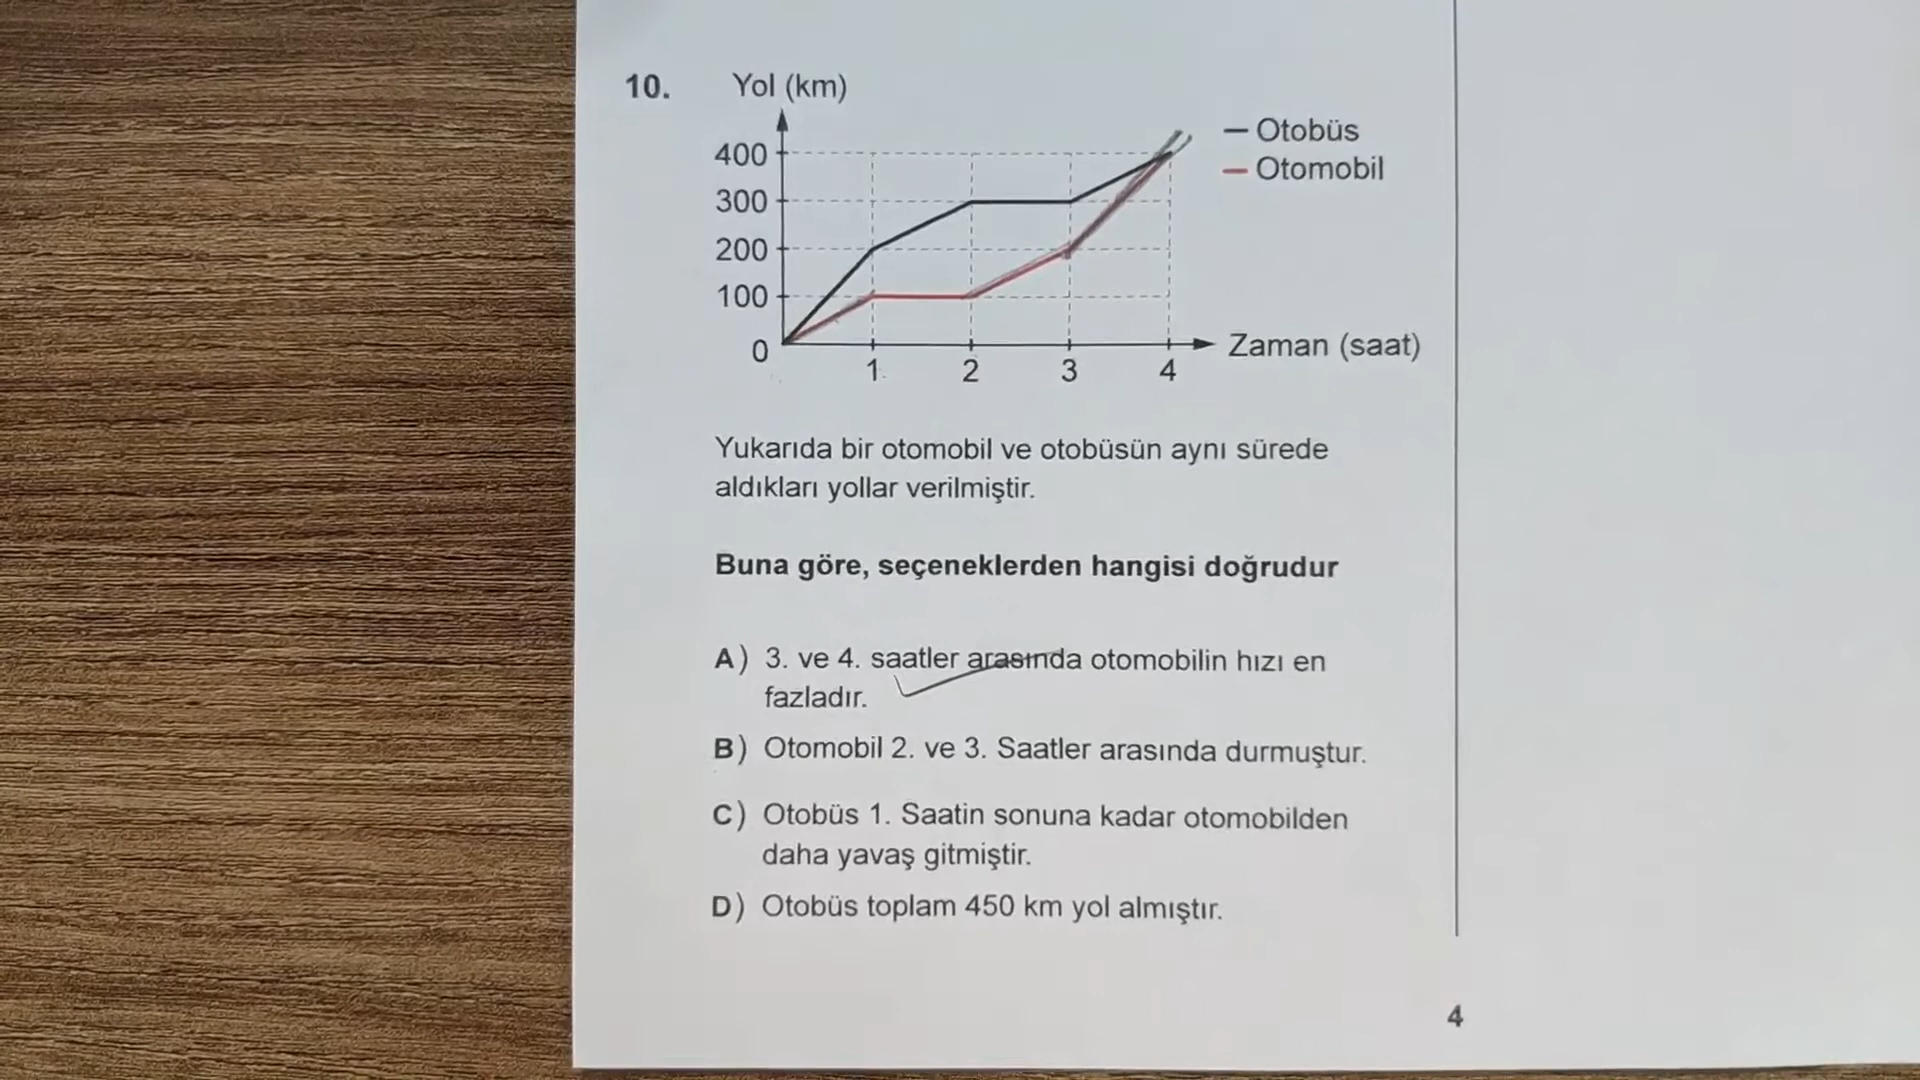 10.
Yol (km)
Otobüs
Otomobil
400
300
200
100
0
1
2
3
4
Zaman (saat)
Yukarıda bir otomobil ve otobüsün aynı sürede
aldıkları yollar verilmiştir.
Buna göre, seçeneklerden hangisi doğrudur
A) 3. ve 4. saatler arasında otomobilin hızı en
fazladır.
B) Otomobil 2. ve 3. Saatler arasında durmuştur.
C) Otobüs 1. Saatin sonuna kadar otomobilden
daha yavaş gitmiştir.
D) Otobüs toplam 450 km yol almıştır.
4